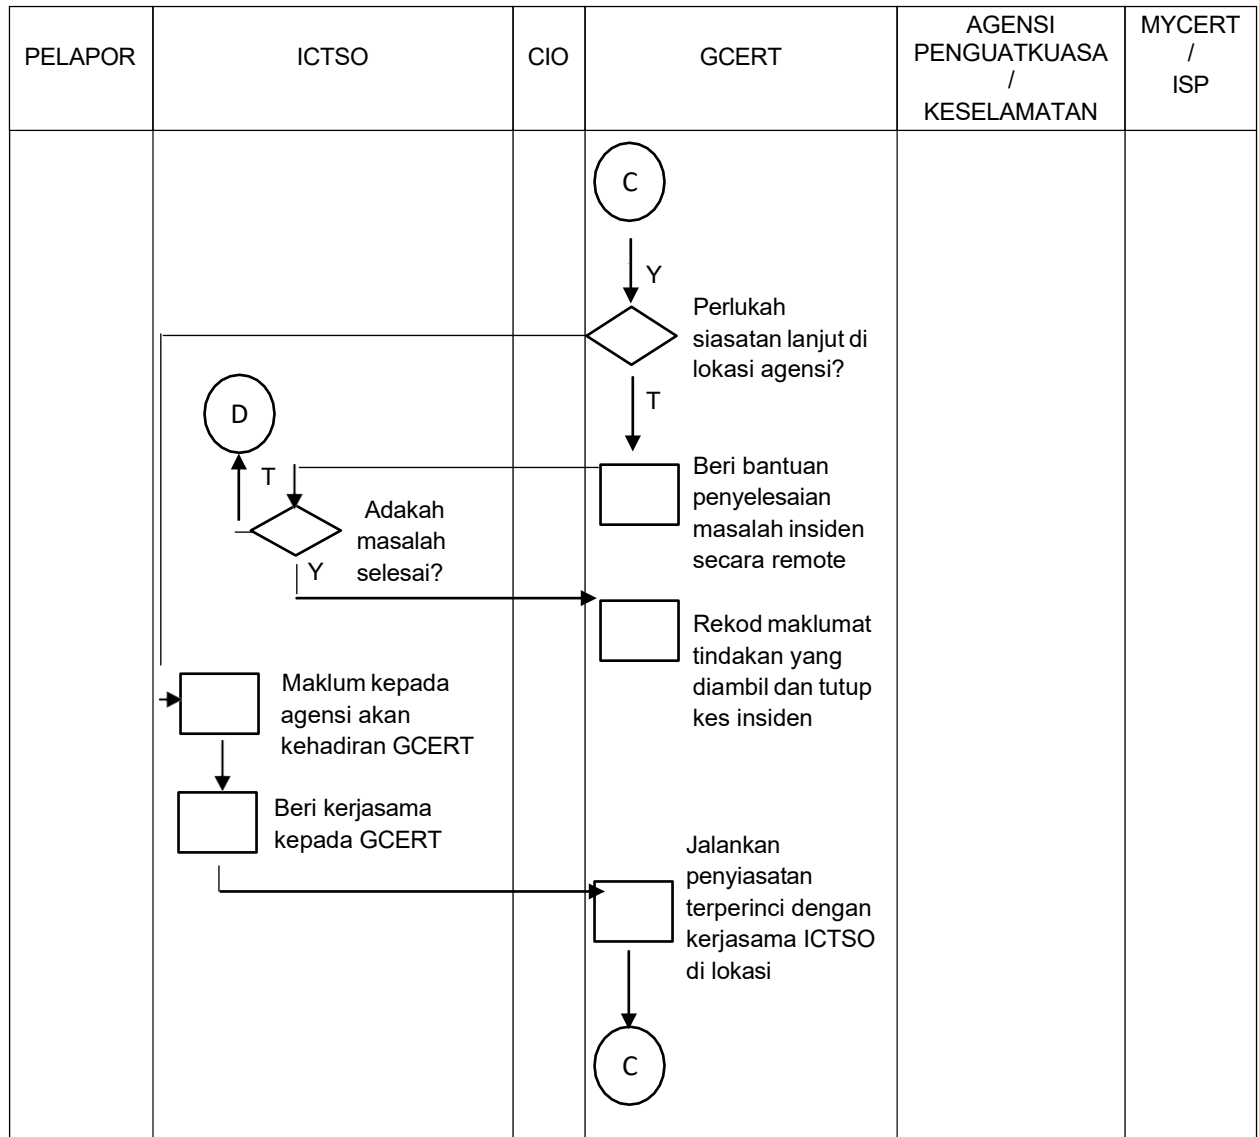 PELAPOR
ICTSO
CIO
GCERT
AGENSI
PENGUATKUASA
/
KESELAMATAN
MYCERT
/
ISP
C
Y
Perlukah
siasatan lanjut di
lokasi agensi?
T
D
T
Adakah
masalah
selesai?
Y
Beri bantuan
penyelesaian
masalah insiden
secara remote
Rekod maklumat
tindakan yang
diambil dan tutup
kes insiden
Maklum kepada
agensi akan
kehadiran GCERT
Beri kerjasama
kepada GCERT
Jalankan
penyiasatan
terperinci dengan
kerjasama ICTSO
di lokasi
C